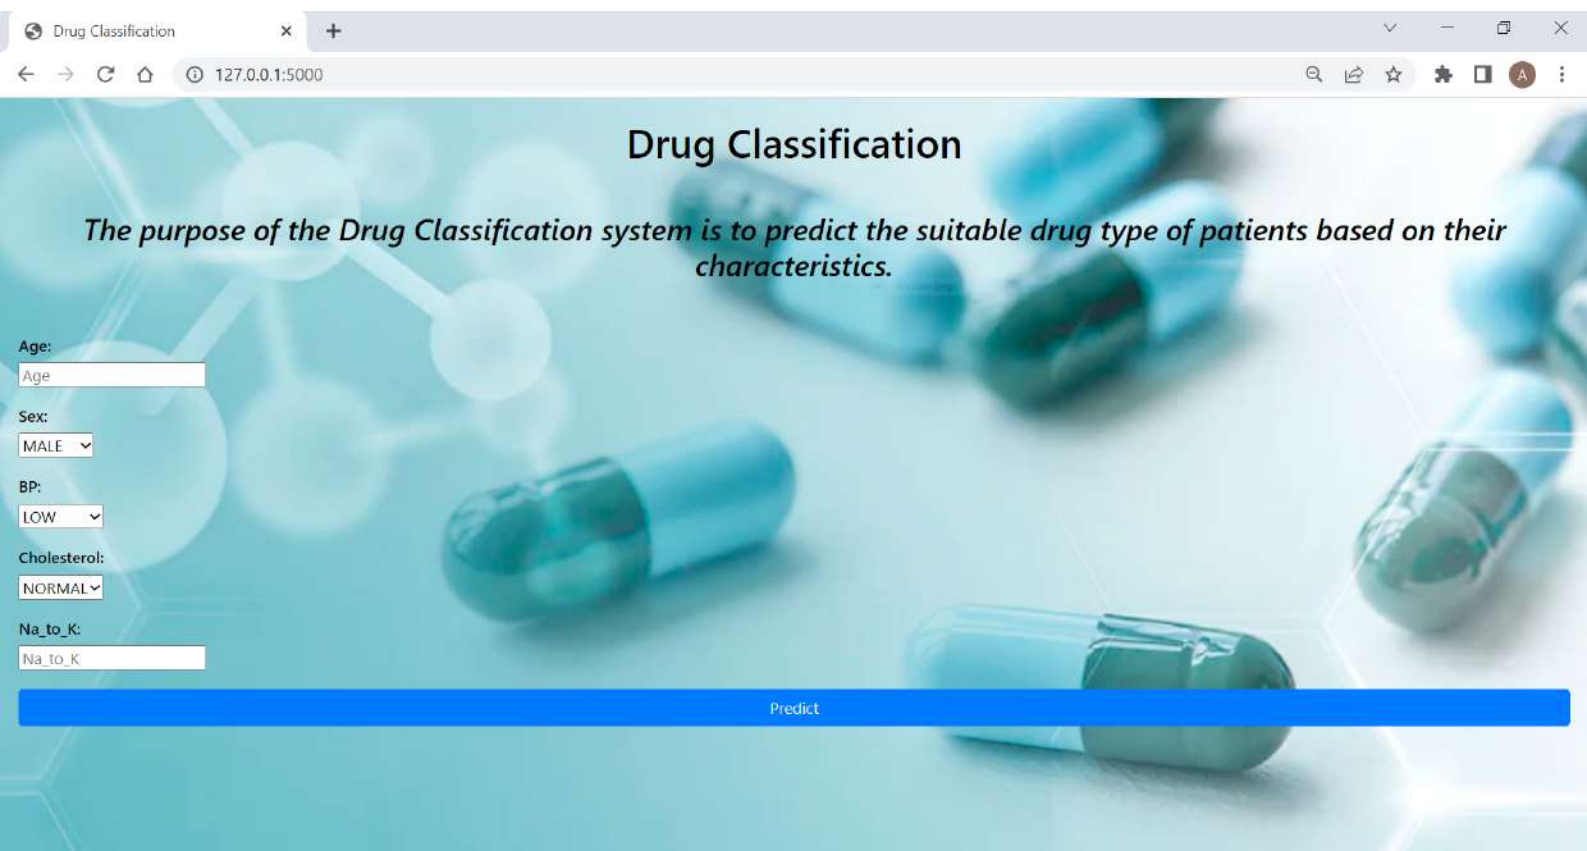 Drug Classification
127.0.0.1:5000
A
Drug Classification
The purpose of the Drug Classification system is to predict the suitable drug type of patients based on their
characteristics.
Age:
Age
Sex:
MALE
BP:
LOW
Cholesterol:
NORMAL
Na_to_K:
Na_to_K
Predict